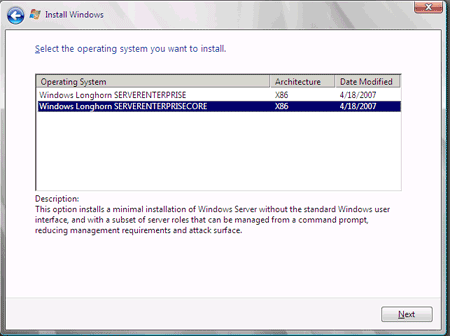 Install Windows
Select the operating system you want to install.
Operating System Architecture Date Modified
Windows Longhorn SERVERENTERPRISE X86 4/18/2007
Windows Longhorn SERVERENTERPRISECORE X86 4/18/2007
Description:
This option installs a minimal installation of Windows Server without the standard Windows user
interface, and with a subset of server roles that can be managed from a command prompt,
reducing management requirements and attack surface.
Next